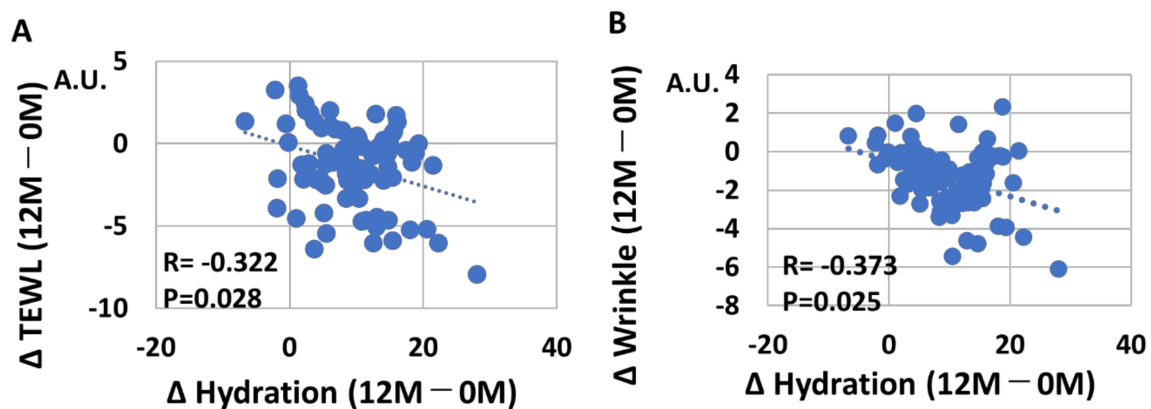 A
Δ TEWL (12M－0M)
A.U.
5
0
-5
-10
R= -0.322
P=0.028
-20
0
20
40
Δ Hydration (12M－0M)
B
Δ Wrinkle (12M－0M)
A.U.
4
2
0
-2
-4
-6
-8
R= -0.373
P=0.025
-20
0
20
40
Δ Hydration (12M－0M)